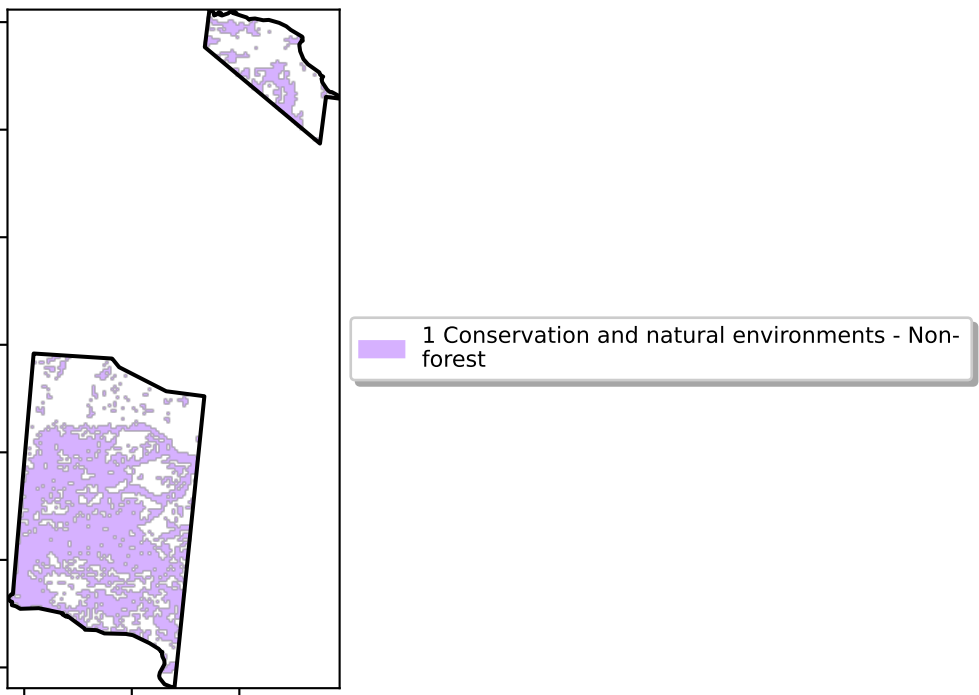 1 Conservation and natural environments - Non-
forest